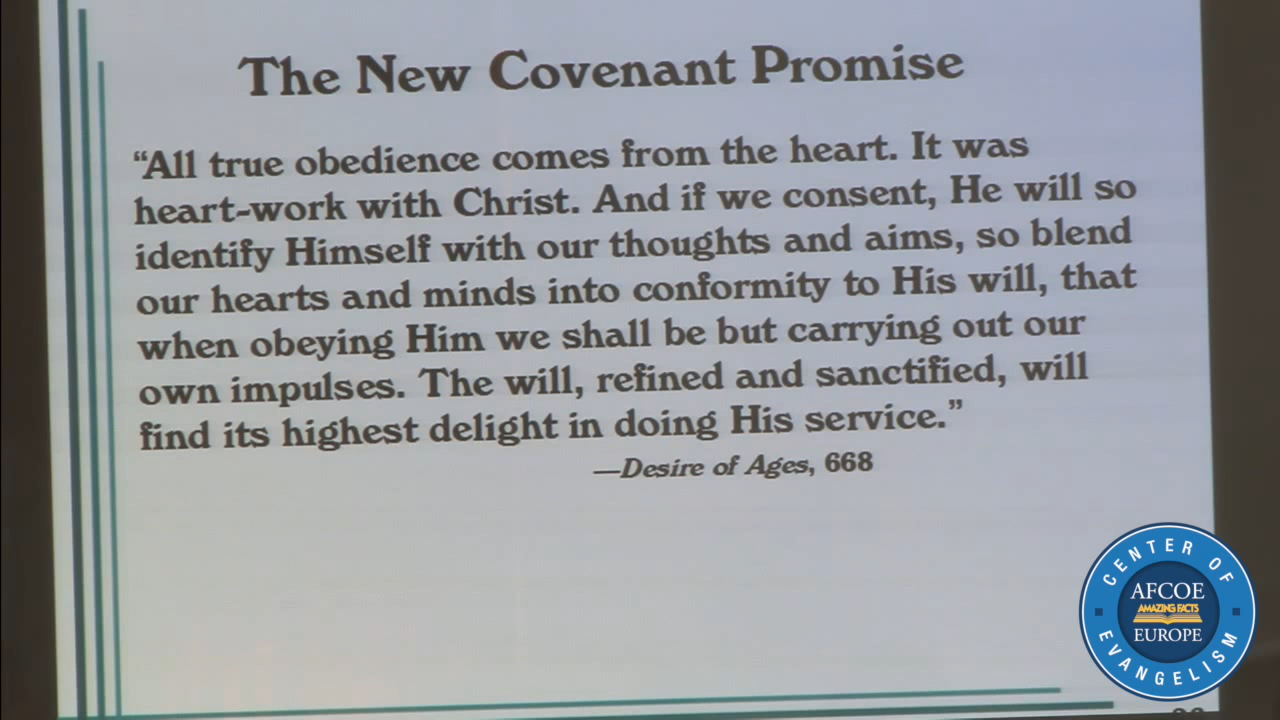 The New Covenant Promise
“All true obedience comes from the heart. It was
heart-work with Christ. And if we consent, He will so
identify Himself with our thoughts and aims, so blend
our hearts and minds into conformity to His will, that
when obeying Him we shall be but carrying out our
own impulses. The will, refined and sanctified, will
find its highest delight in doing His service.”
—Desire of Ages, 668
CENTER OF
AFCOE
AMAZING FACTS
EUROPE
EVANGELISM